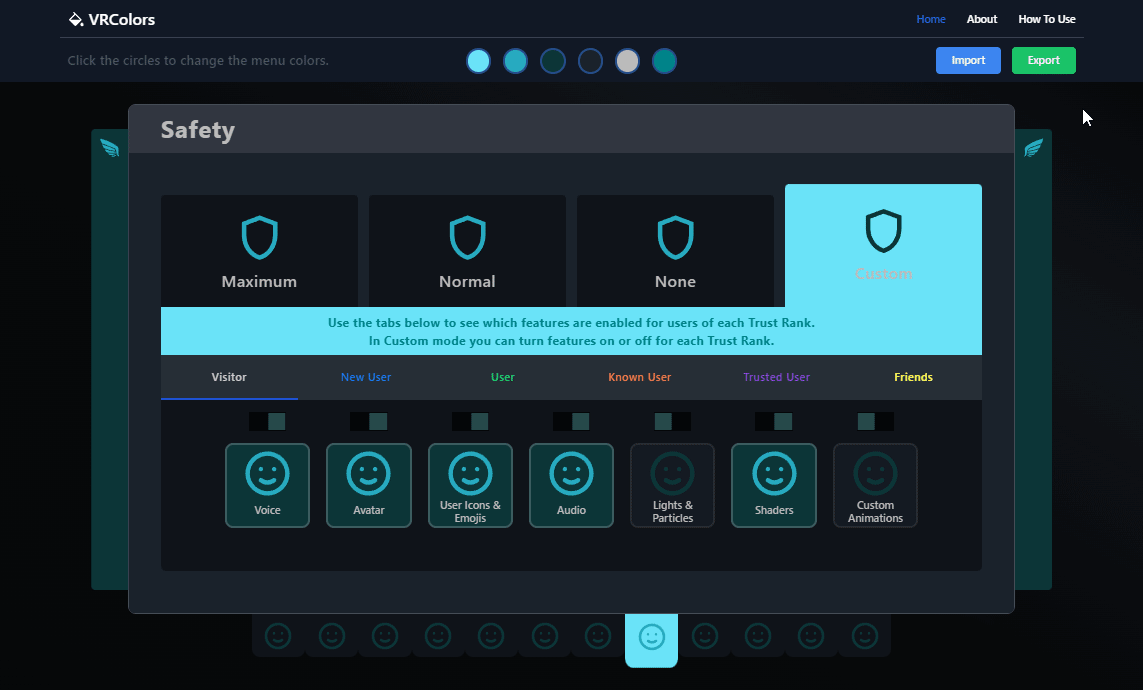 VRColors
Home About How To Use
Click the circles to change the menu colors.
Import Export
Safety
Maximum Normal None Custom
Use the tabs below to see which features are enabled for users of each Trust Rank.
In Custom mode you can turn features on or off for each Trust Rank.
Visitor New User User Known User Trusted User Friends
Voice Avatar User Icons & Emojis Audio Lights & Particles Shaders Custom Animations